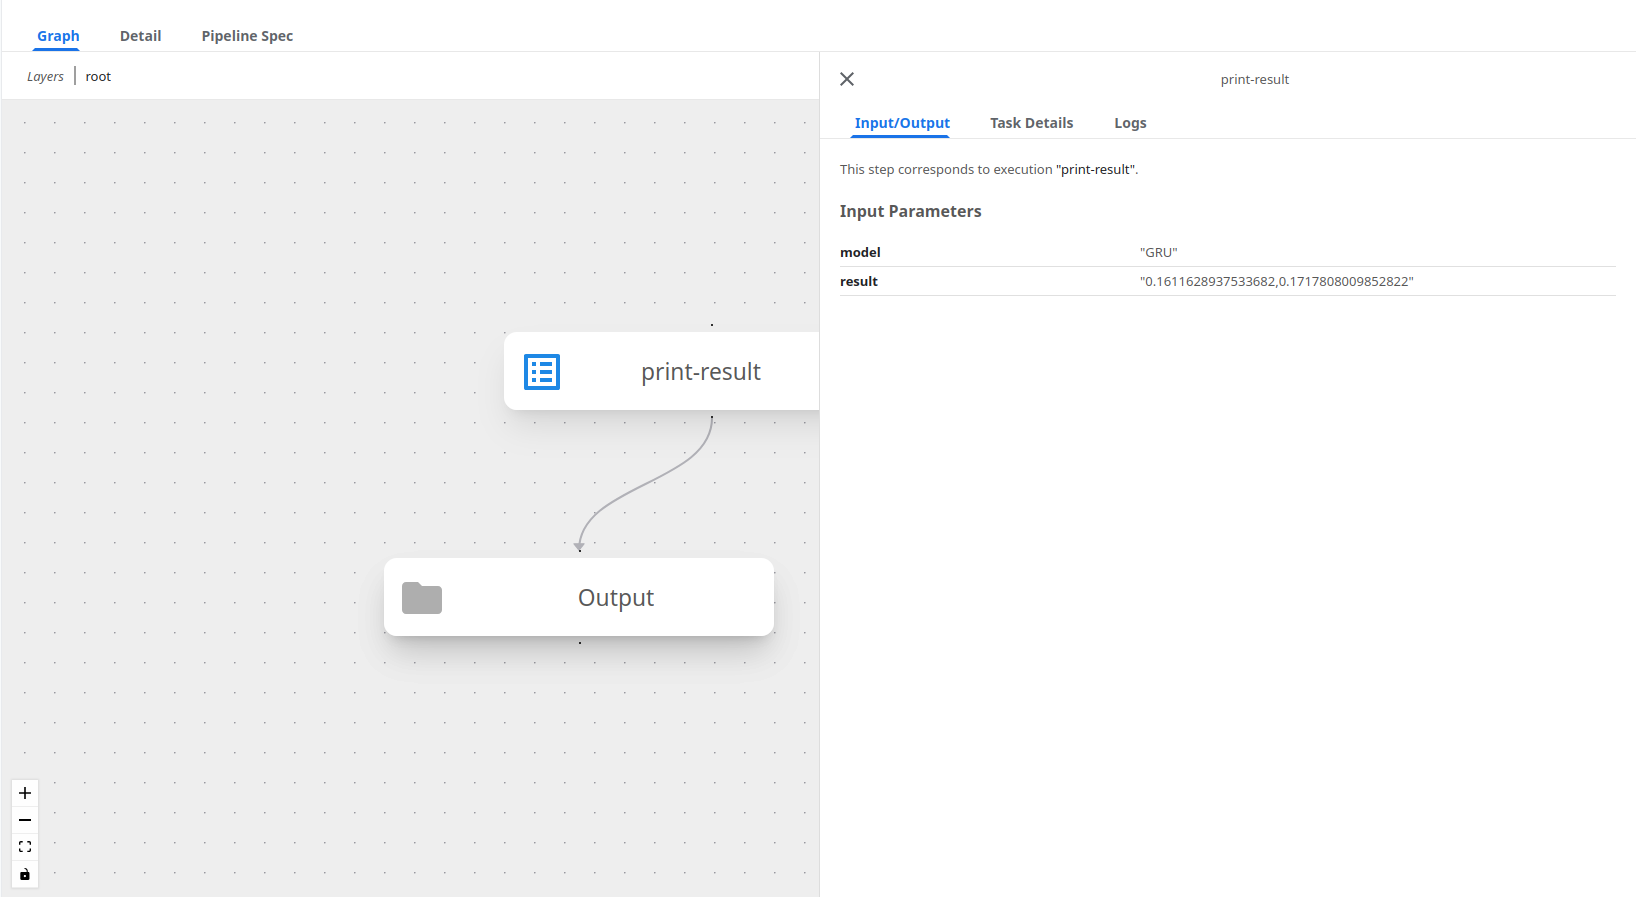 Graph Detail Pipeline Spec
Layers root
print-result
Output
print-result
Input/Output Task Details Logs
This step corresponds to execution "print-result".
Input Parameters
model "GRU"
result "0.1611628937533682,0.1717808009852822"